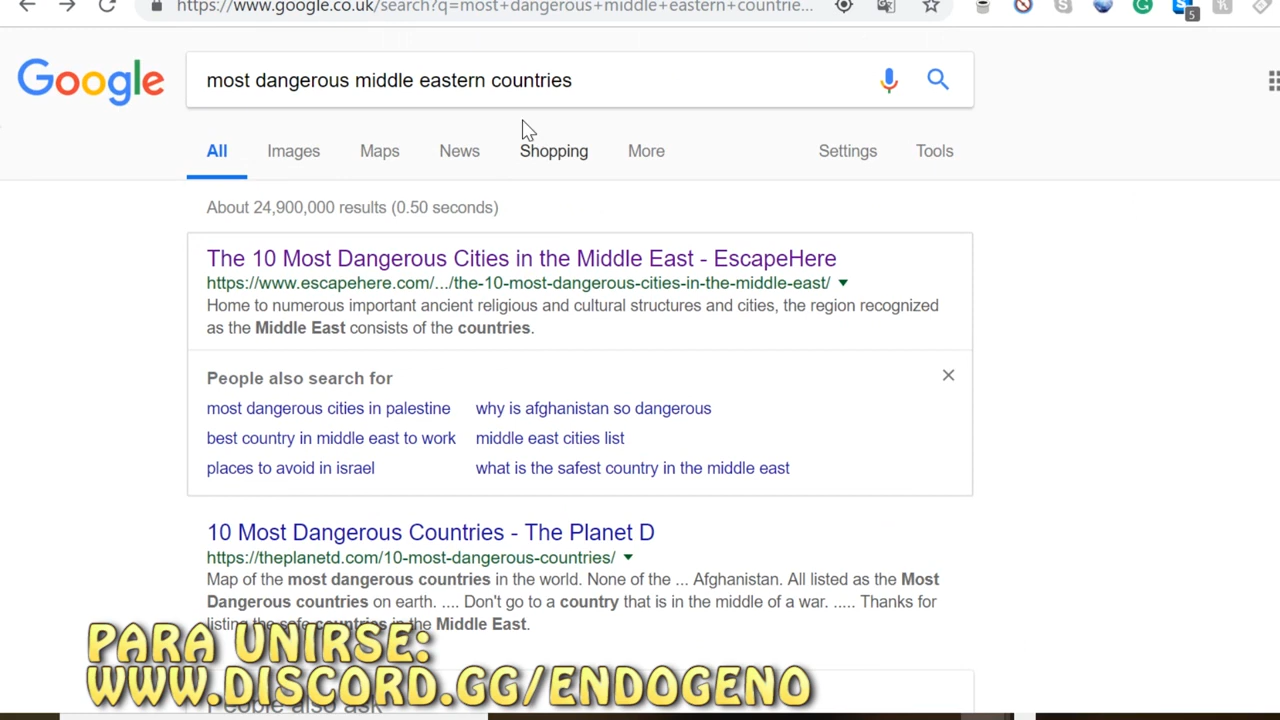 https://www.google.co.uk/search?q=most+dangerous+middle+eastern+countrie...
5
Google
most dangerous middle eastern countries
All Images Maps News Shopping More Settings Tools
About 24,900,000 results (0.50 seconds)
The 10 Most Dangerous Cities in the Middle East - EscapeHere
https://www.escapehere.com/.../the-10-most-dangerous-cities-in-the-middle-east/
Home to numerous important ancient religious and cultural structures and cities, the region recognized
as the Middle East consists of the countries.
People also search for
most dangerous cities in palestine why is afghanistan so dangerous
best country in middle east to work middle east cities list
places to avoid in israel what is the safest country in the middle east
10 Most Dangerous Countries - The Planet D
https://theplanetd.com/10-most-dangerous-countries/
Map of the most dangerous countries in the world. None of the ... Afghanistan. All listed as the Most
Dangerous countries on earth. .... Don't go to a country that is in the middle of a war. ..... Thanks for
listing the safe countries in the Middle East.
PARA UNIRSE:
WWW.DISCORD.GG/ENDOGENO
People also ask